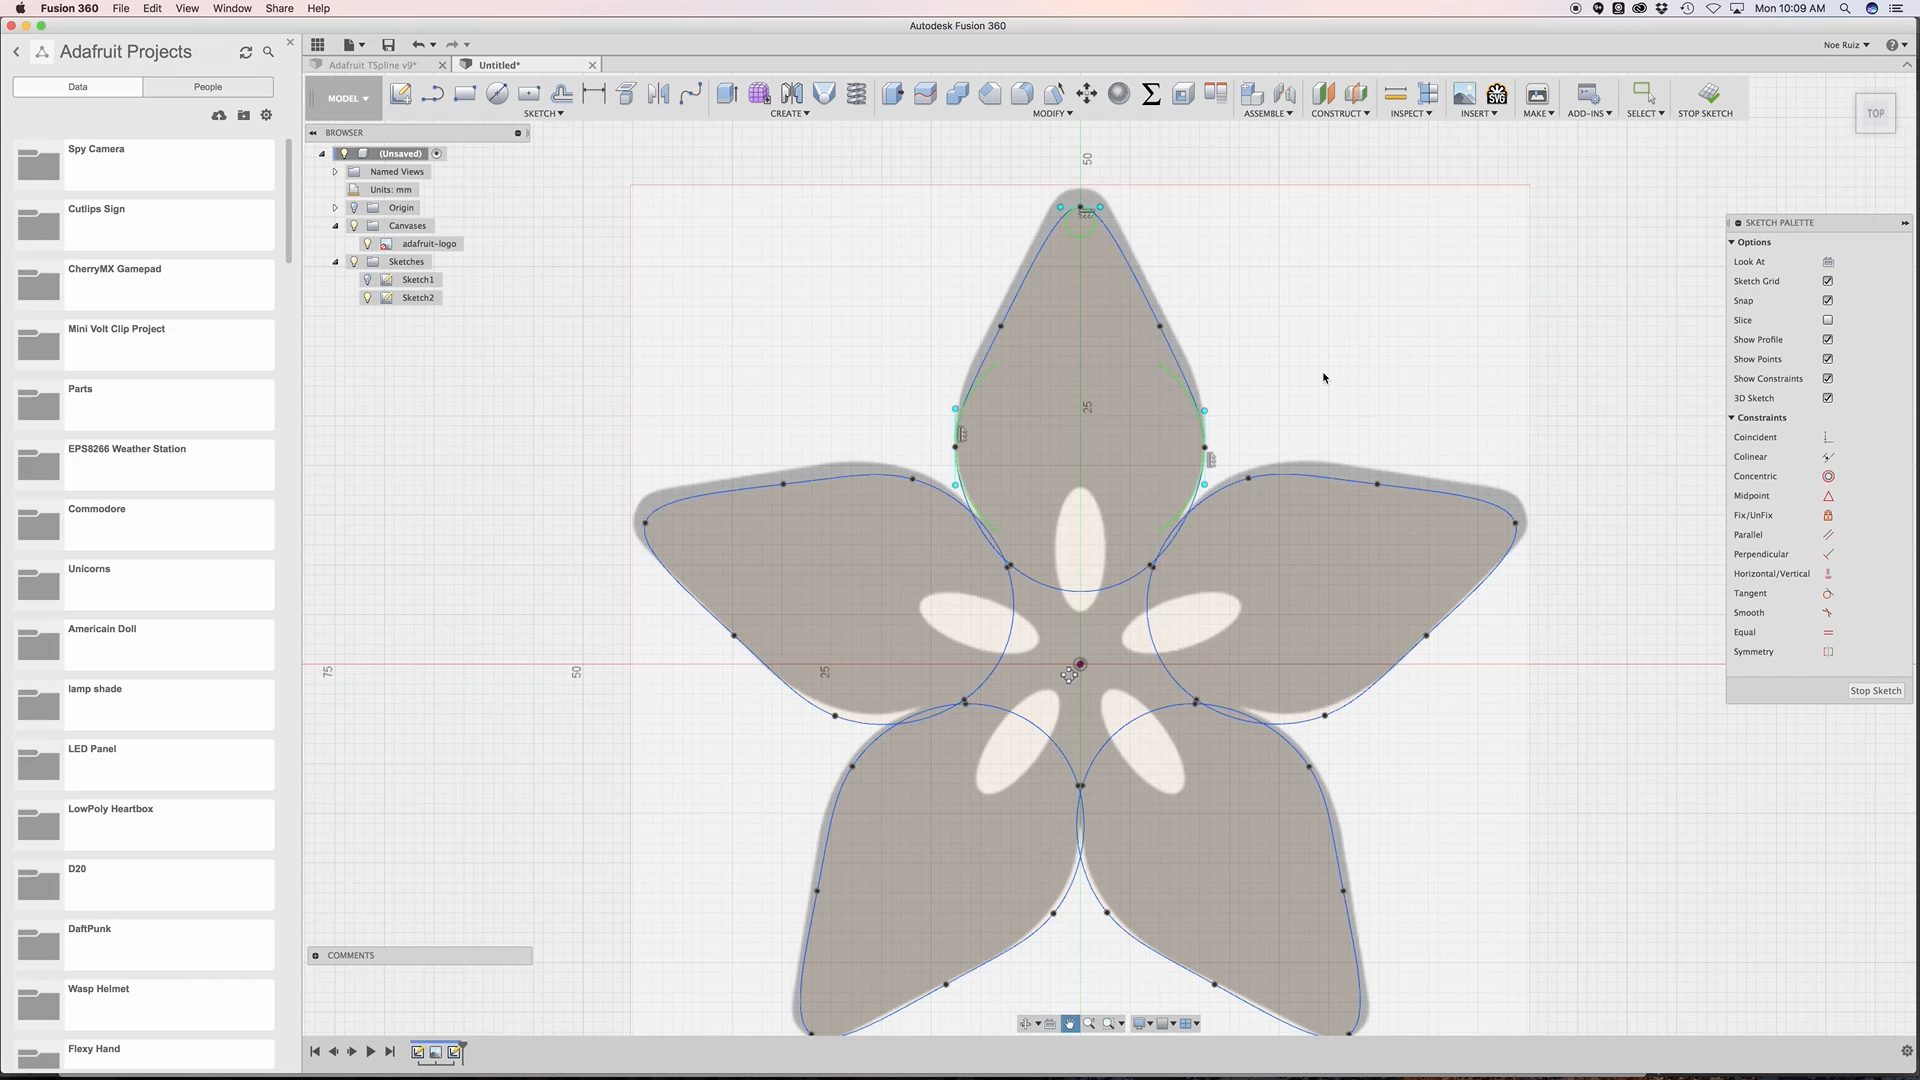 Fusion 360 File Edit View Window Share Help
Mon 10:09 AM
Autodesk Fusion 360
Adafruit Projects
Data People
Spy Camera
Cutlips Sign
CherryMX Gamepad
Mini Volt Clip Project
Parts
EPS8266 Weather Station
Commodore
Unicorns
Americain Doll
lamp shade
LED Panel
LowPoly Heartbox
D20
DaftPunk
Wasp Helmet
Flexy Hand
Noe Ruiz
Adafruit TSpline v9*
Untitled*
MODEL
SKETCH
CREATE
MODIFY
ASSEMBLE
CONSTRUCT
INSPECT
INSERT
SVG
MAKE
ADD-INS
SELECT
STOP SKETCH
BROWSER
(Unsaved)
Named Views
Units: mm
Origin
Canvases
adafruit-logo
Sketches
Sketch1
Sketch2
TOP
50
25
75
50
25
SKETCH PALETTE
Options
Look At
Sketch Grid
Snap
Slice
Show Profile
Show Points
Show Constraints
3D Sketch
Constraints
Coincident
Colinear
Concentric
Midpoint
Fix/UnFix
Parallel
Perpendicular
Horizontal/Vertical
Tangent
Smooth
Equal
Symmetry
Stop Sketch
COMMENTS